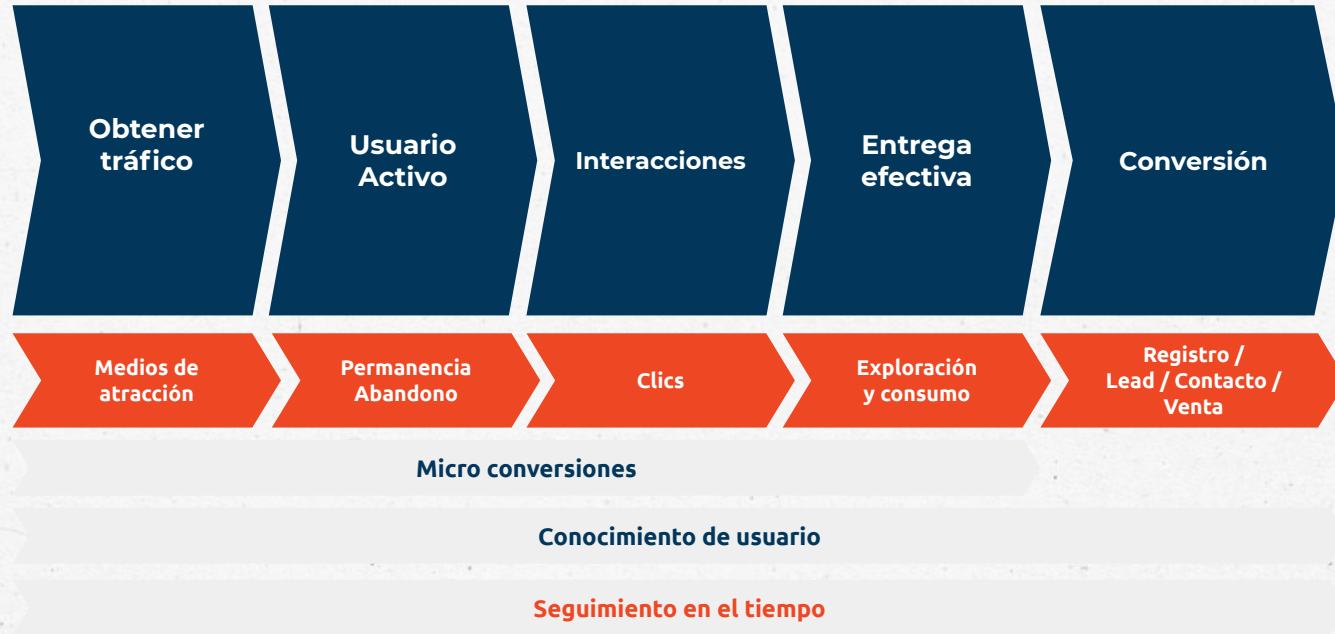 Obtener
tráfico
Usuario
Activo
Interacciones
Entrega
efectiva
Conversión
Medios de
atracción
Permanencia
Abandono
Clics
Exploración
y consumo
Registro /
Lead / Contacto /
Venta
Micro conversiones
Conocimiento de usuario
Seguimiento en el tiempo